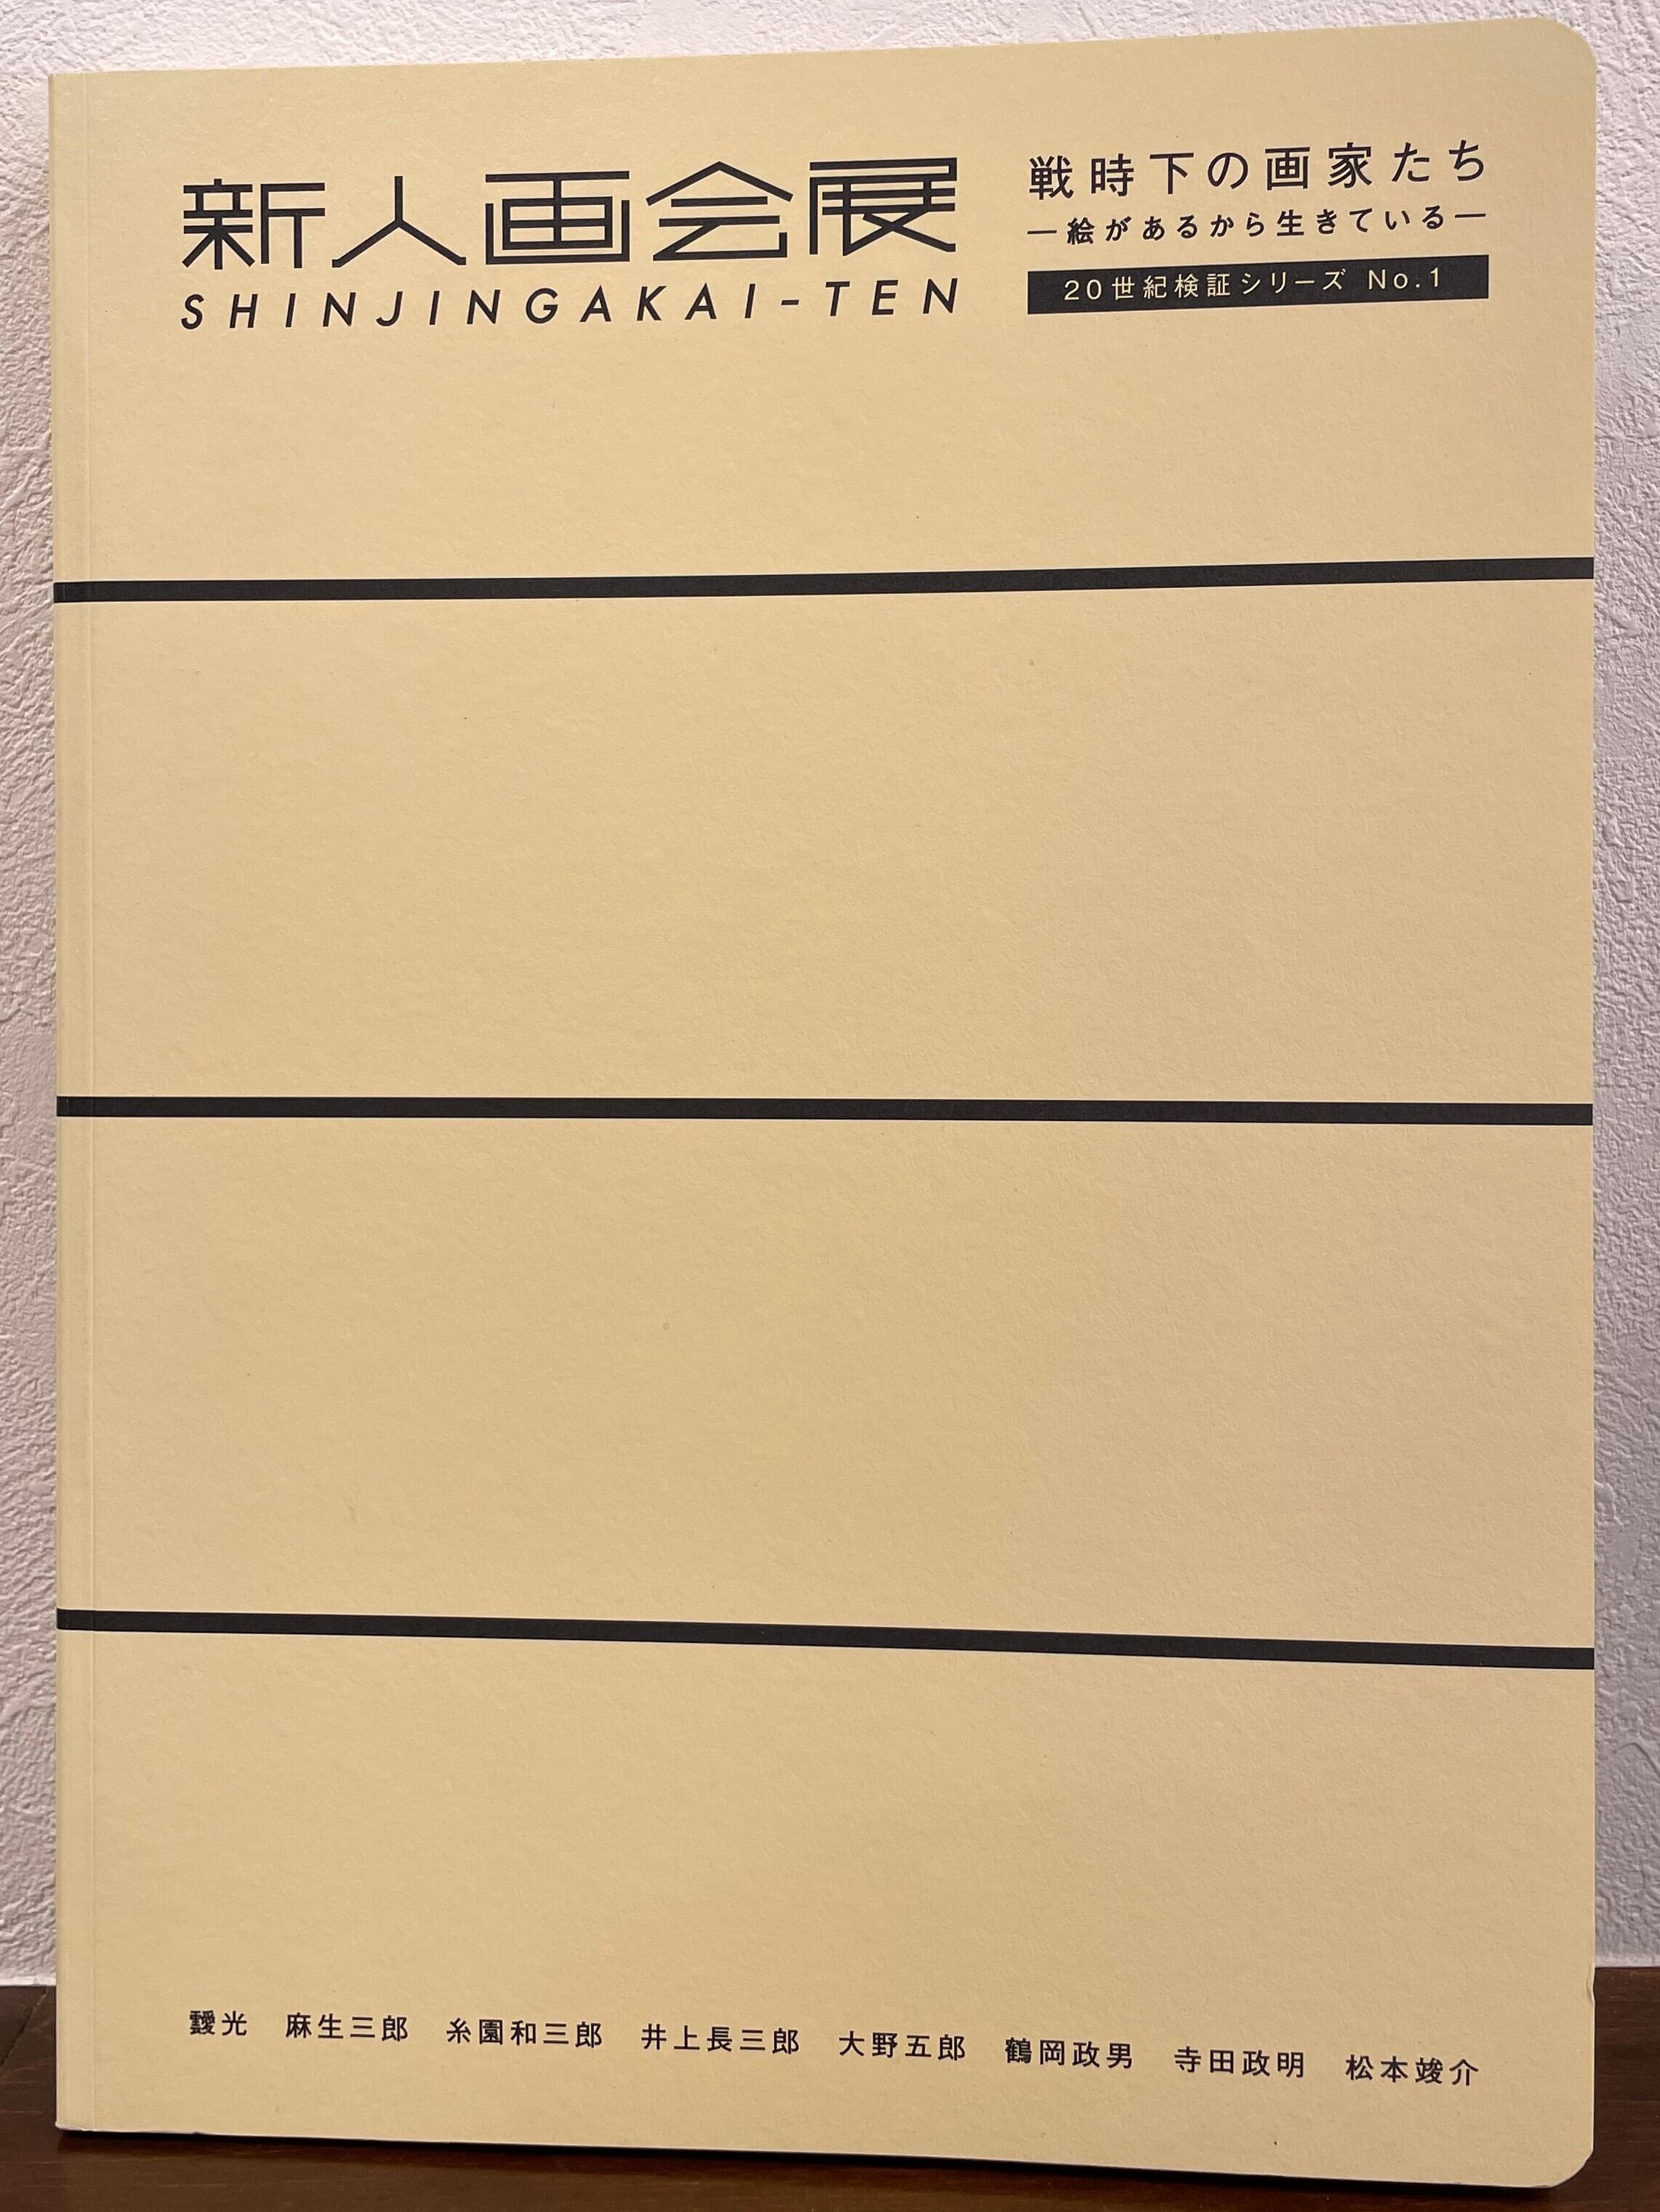 新人画会展
SHINJINGAKAI-TEN
戦時下の画家たち
―絵があるから生きている―
20世紀検証シリーズ No.1
靉光 麻生三郎 糸園和三郎 井上長三郎 大野五郎 鶴岡政男 寺田政明 松本竣介